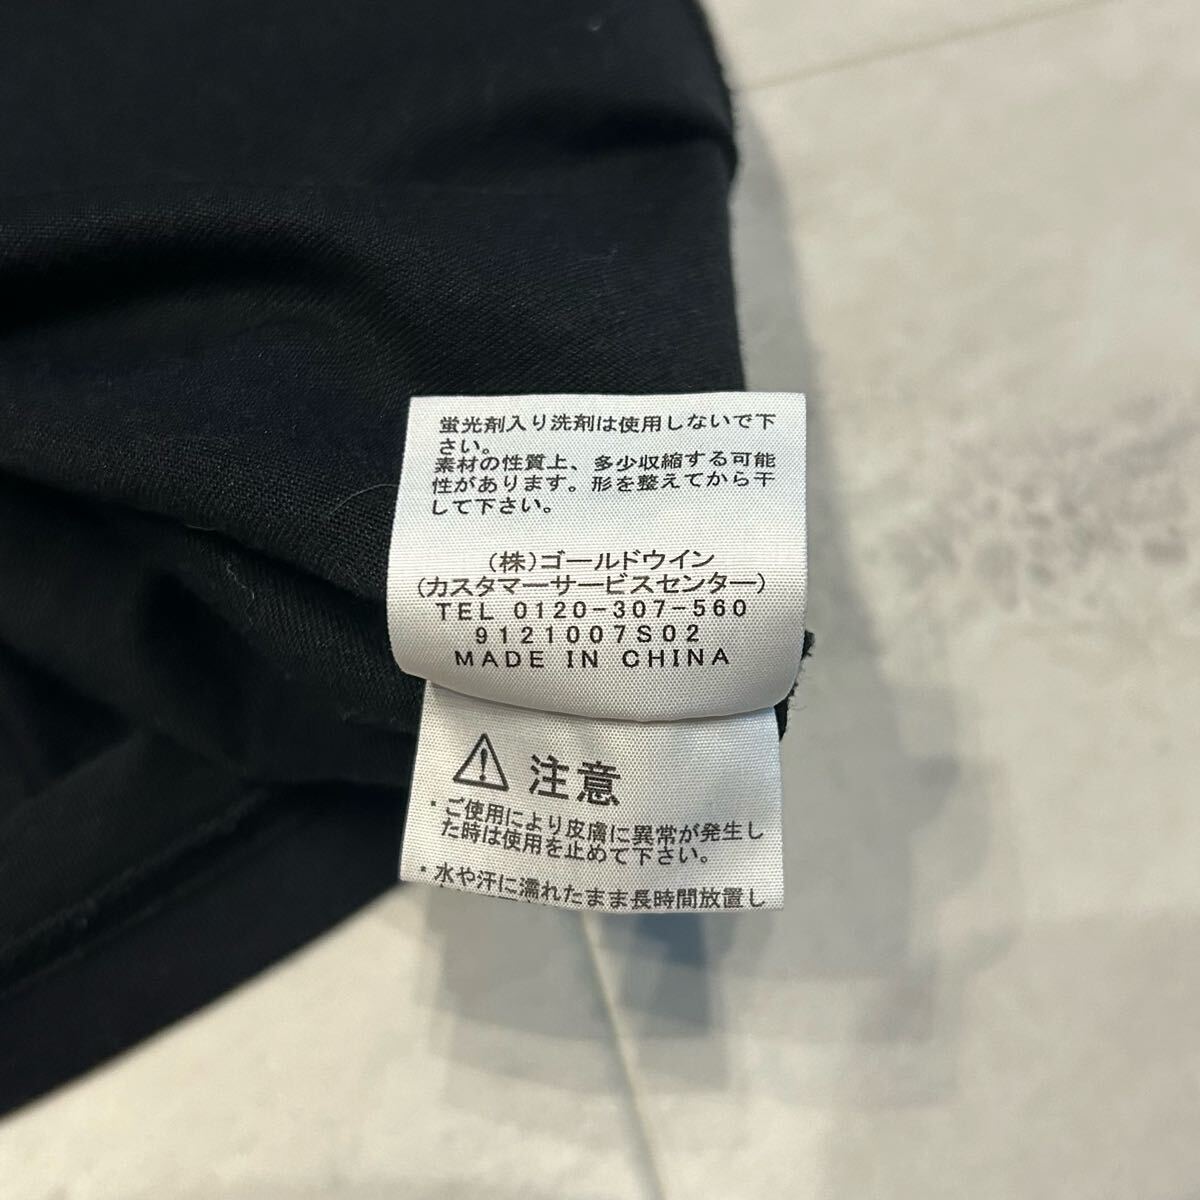 蛍光剤入り洗剤は使用しないで下
さい。
素材の性質上、多少収縮する可能
性があります。形を整えてから干
して下さい。
(株)ゴールドウイン
(カスタマーサービスセンター)
TEL 0120-307-560
9121007S02
MADE IN CHINA
注意
・ご使用により皮膚に異常が発生し
た時は使用を止めて下さい。
・水や汗に濡れたまま長時間放置し